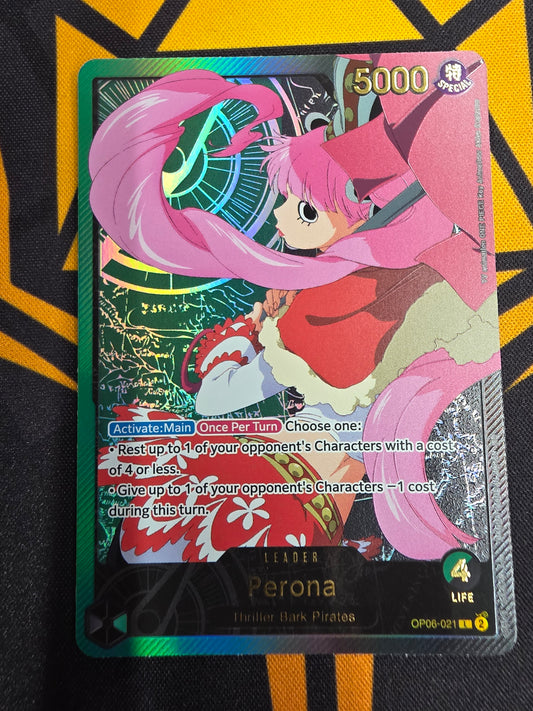 5000
特
SPECIAL
Activate:Main Once Per Turn Choose one:
• Rest up to 1 of your opponent's Characters with a cost
of 4 or less.
• Give up to 1 of your opponent's Characters −1 cost
during this turn.
LEADER
Perona
Thriller Bark Pirates
4
LIFE
OP06-021 L 2